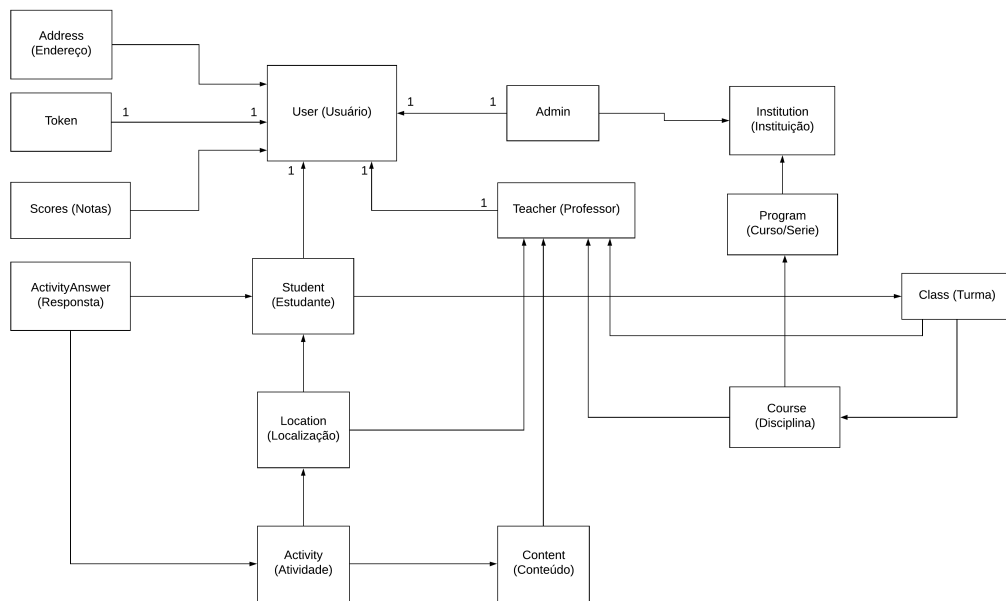 Address
(Endereço)
Token
Scores (Notas)
ActivityAnswer
(Responsta)
User (Usuário)
1
1
1
1
1
1
1
Admin
Institution
(Instituição)
Teacher (Professor)
Program
(Curso/Serie)
Student
(Estudante)
Class (Turma)
Location
(Localização)
Course
(Disciplina)
Activity
(Atividade)
Content
(Conteúdo)